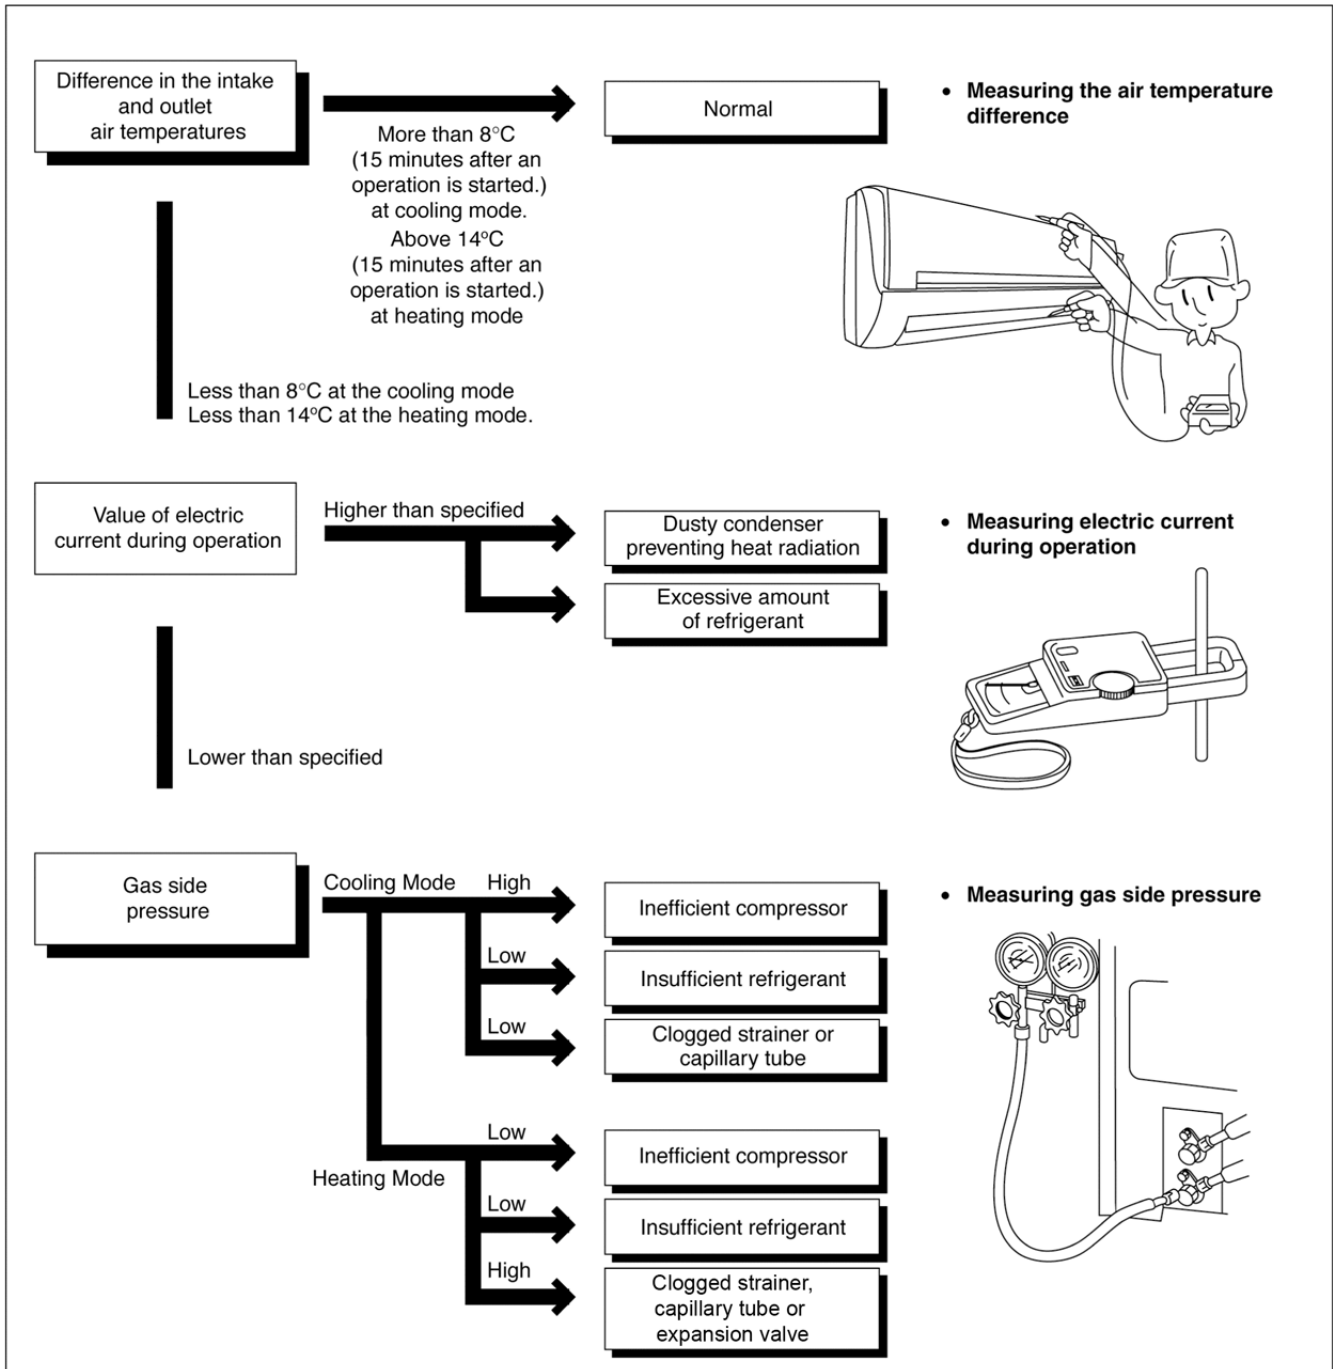 Difference in the intake
and outlet
air temperatures
More than 8°C
(15 minutes after an
operation is started.)
at cooling mode.
Above 14°C
(15 minutes after an
operation is started.)
at heating mode
Normal
• Measuring the air temperature
difference
Less than 8°C at the cooling mode
Less than 14°C at the heating mode.
Value of electric
current during operation
Higher than specified
Dusty condenser
preventing heat radiation
Excessive amount
of refrigerant
• Measuring electric current
during operation
Lower than specified
Gas side
pressure
Cooling Mode
High
Inefficient compressor
Low
Insufficient refrigerant
Low
Clogged strainer or
capillary tube
• Measuring gas side pressure
Heating Mode
Low
Inefficient compressor
Low
Insufficient refrigerant
High
Clogged strainer,
capillary tube or
expansion valve